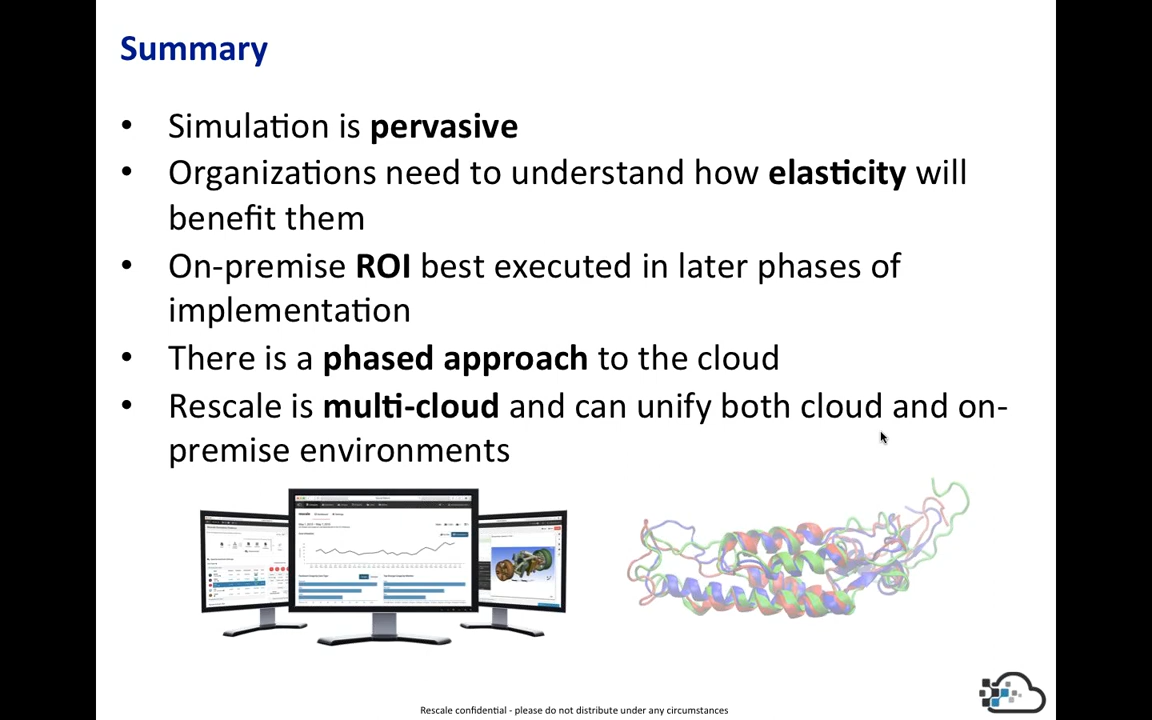 Summary
• Simulation is pervasive
• Organizations need to understand how elasticity will
benefit them
• On-premise ROI best executed in later phases of
implementation
• There is a phased approach to the cloud
• Rescale is multi-cloud and can unify both cloud and on-
premise environments
Rescale confidential - please do not distribute under any circumstances